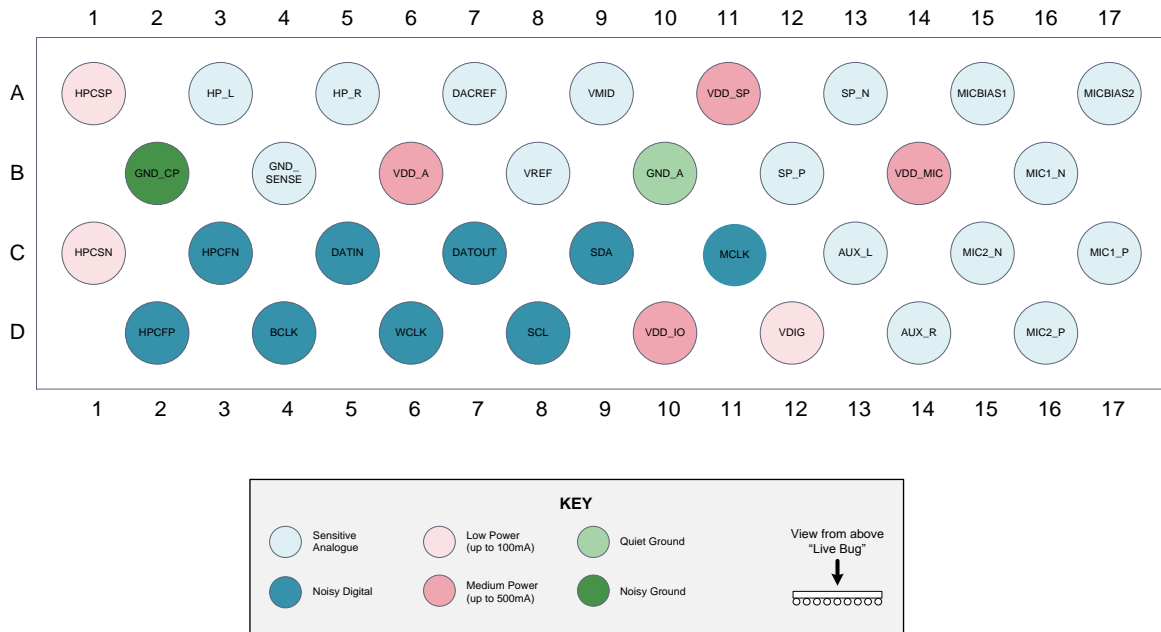 1 2 3 4 5 6 7 8 9 10 11 12 13 14 15 16 17
A HPCSP HP_L HP_R DACREF VMID VDD_SP SP_N MICBIAS1 MICBIAS2
B GND_CP GND_
SENSE VDD_A VREF GND_A SP_P VDD_MIC MIC1_N
C HPCSN HPCFN DATIN DATOUT SDA MCLK AUX_L MIC2_N MIC1_P
D HPCFP BCLK WCLK SCL VDD_IO VDIG AUX_R MIC2_P
1 2 3 4 5 6 7 8 9 10 11 12 13 14 15 16 17
KEY
Sensitive
Analogue
Low Power
(up to 100mA)
Quiet Ground
View from above
“Live Bug”
Noisy Digital
Medium Power
(up to 500mA)
Noisy Ground